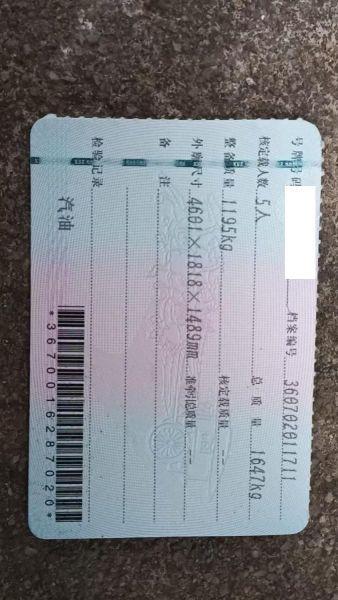 号牌号码 档案编号 360702011711
核定载人数 5人 总质量 1647kg
整备质量 1195kg 核定载质量 --
外廓尺寸 4601×1818×1489mm 准牵引总质量 --
备注
检验记录
汽油
*3670016287020*